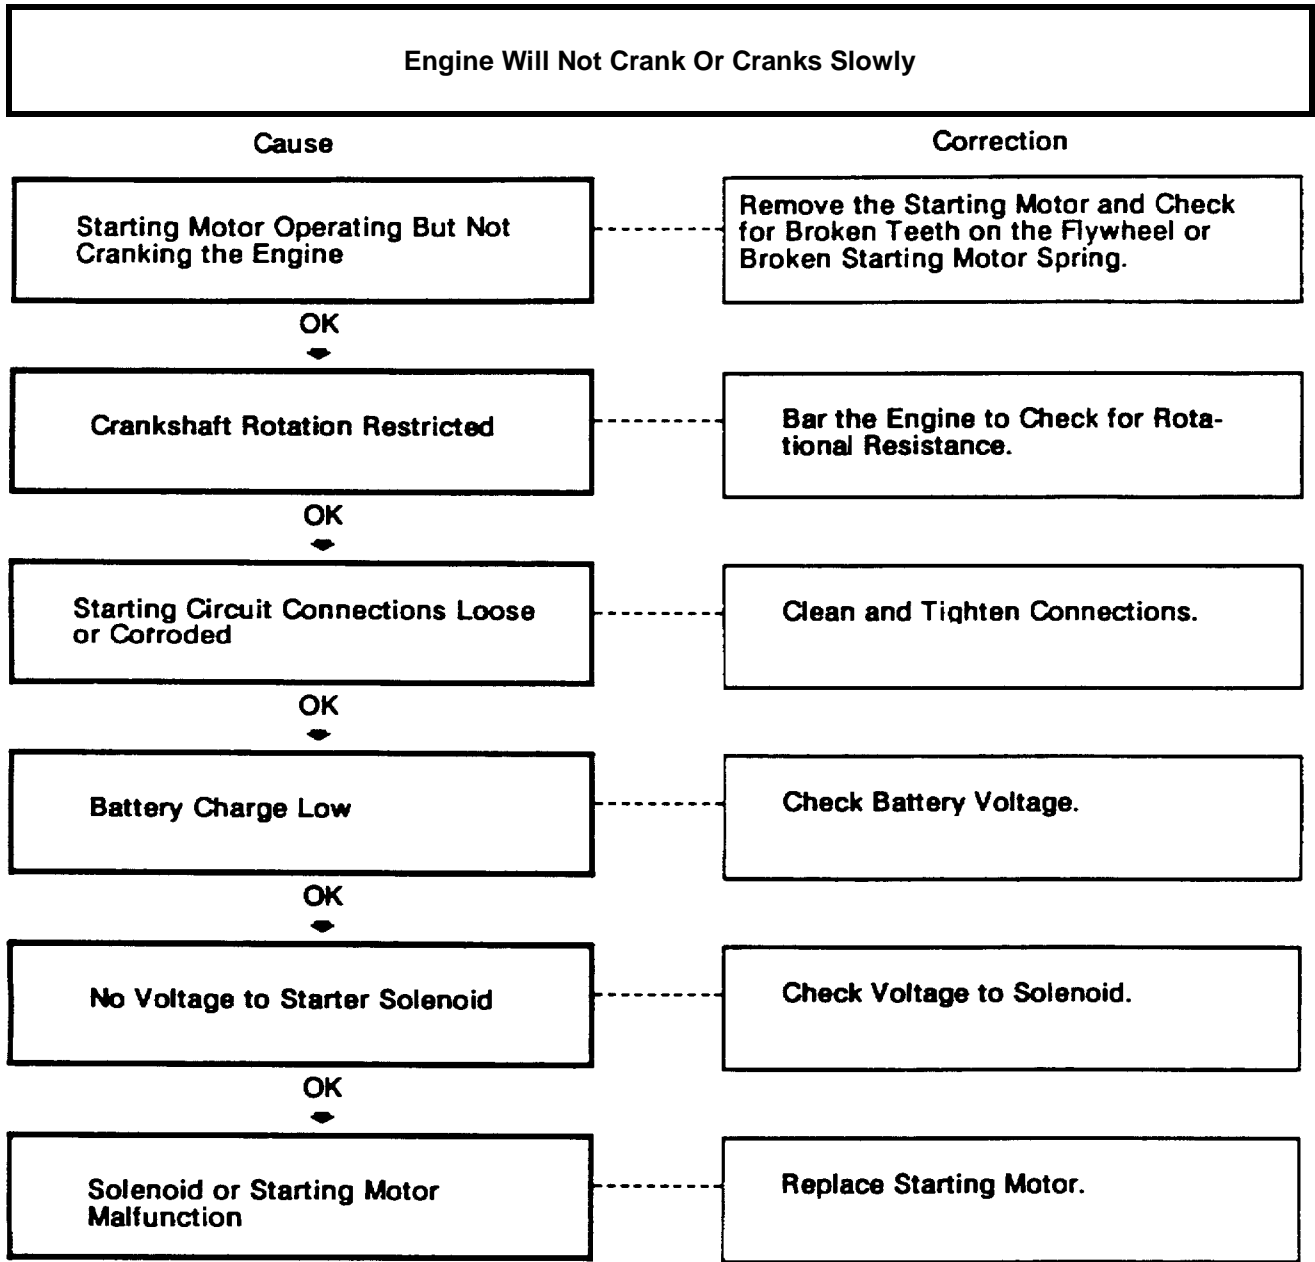 Engine Will Not Crank Or Cranks Slowly
Cause
Correction
Starting Motor Operating But Not
Cranking the Engine
Remove the Starting Motor and Check
for Broken Teeth on the Flywheel or
Broken Starting Motor Spring.
OK
Crankshaft Rotation Restricted
Bar the Engine to Check for Rota-
tional Resistance.
OK
Starting Circuit Connections Loose
or Corroded
Clean and Tighten Connections.
OK
Battery Charge Low
Check Battery Voltage.
OK
No Voltage to Starter Solenoid
Check Voltage to Solenoid.
OK
Solenoid or Starting Motor
Malfunction
Replace Starting Motor.